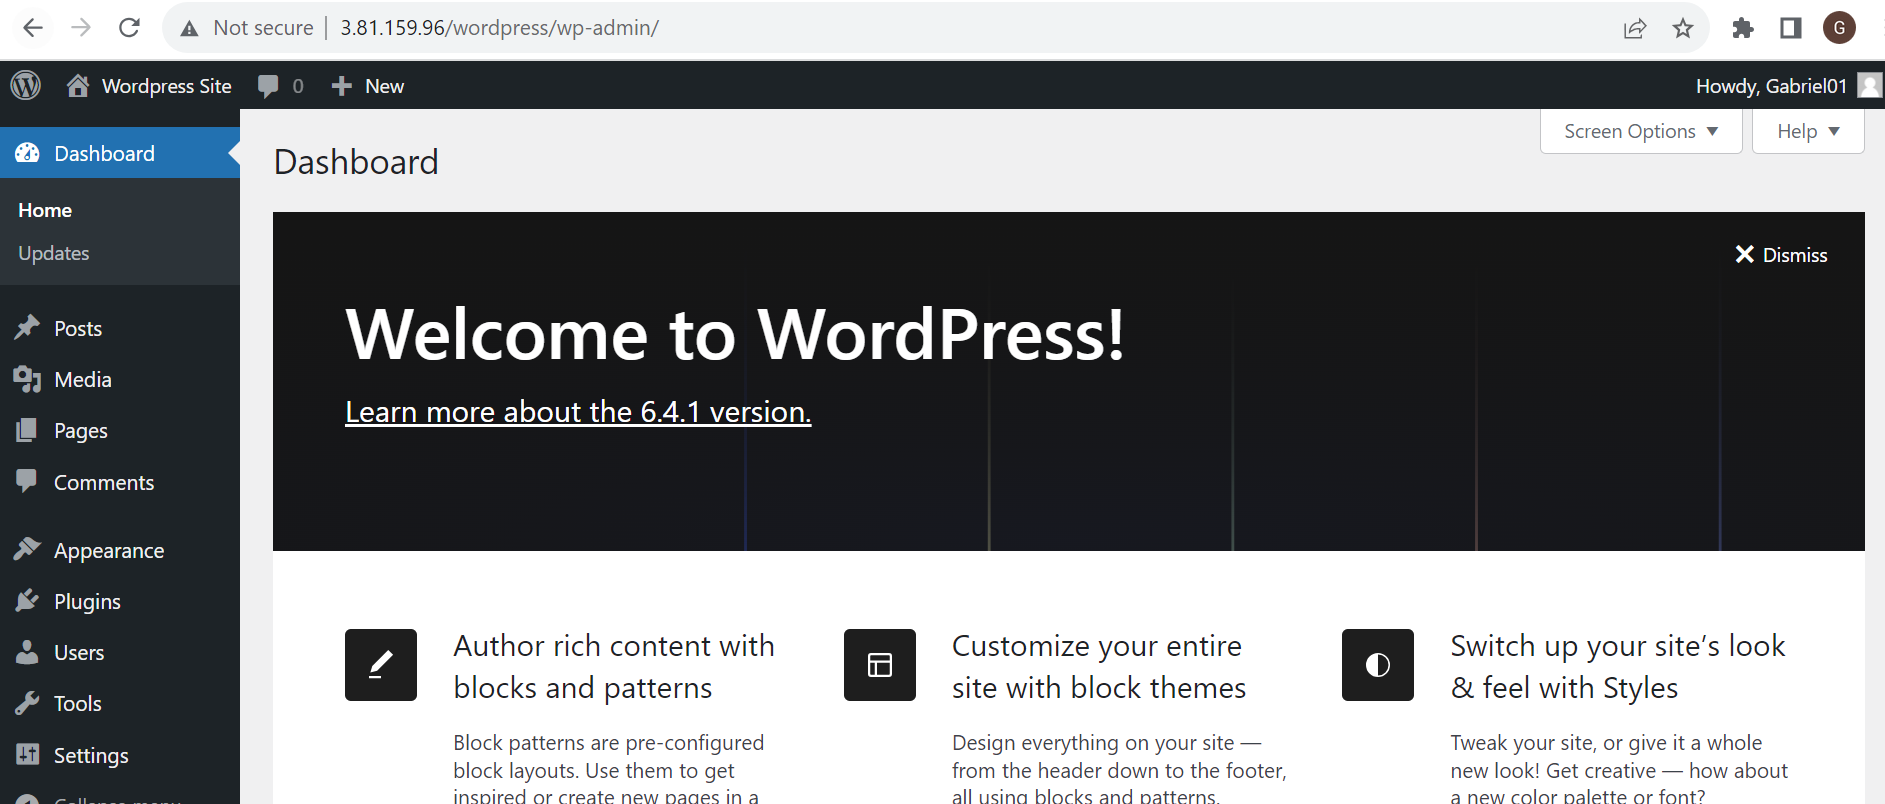 Not secure | 3.81.159.96/wordpress/wp-admin/
G
Wordpress Site 0 New
Howdy, Gabriel01
Dashboard
Home
Updates
Posts
Media
Pages
Comments
Appearance
Plugins
Users
Tools
Settings
Collapse menu
Screen Options
Help
Dashboard
Dismiss
Welcome to WordPress!
Learn more about the 6.4.1 version.
Author rich content with
blocks and patterns
Block patterns are pre-configured
block layouts. Use them to get
inspired or create new pages in a
Customize your entire
site with block themes
Design everything on your site —
from the header down to the footer,
all using blocks and patterns.
Switch up your site’s look
& feel with Styles
Tweak your site, or give it a whole
new look! Get creative — how about
a new color palette or font?